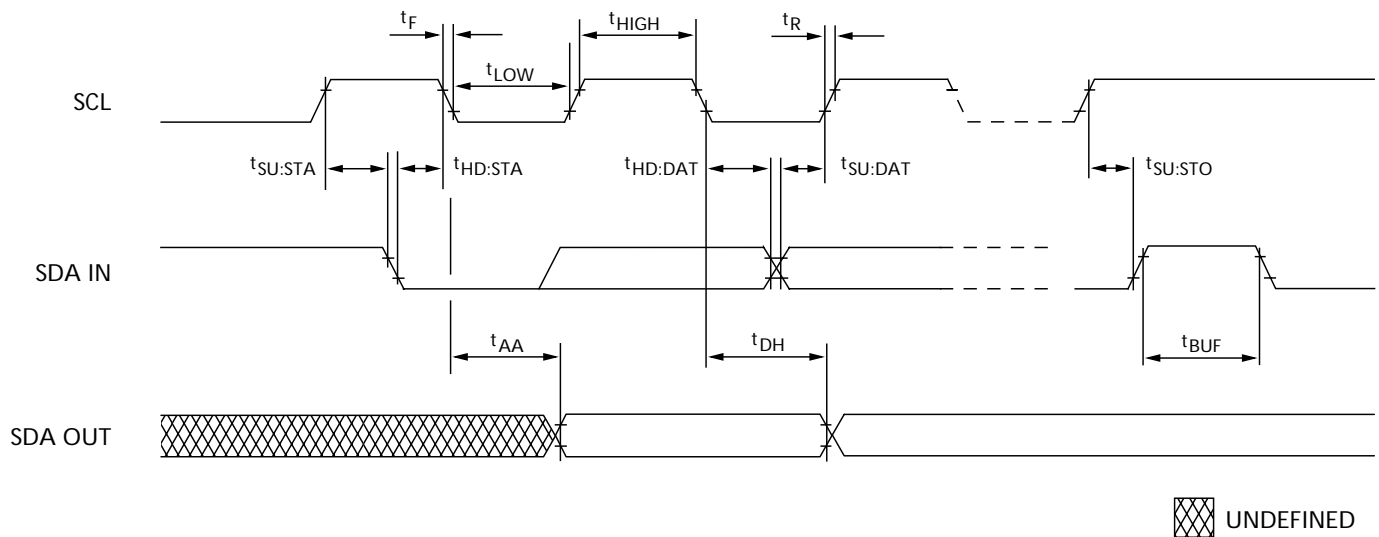 tF
tHIGH
tR
tLOW
SCL
tSU:STA
tHD:STA
tHD:DAT
tSU:DAT
tSU:STO
SDA IN
tAA
tDH
tBUF
SDA OUT
UNDEFINED